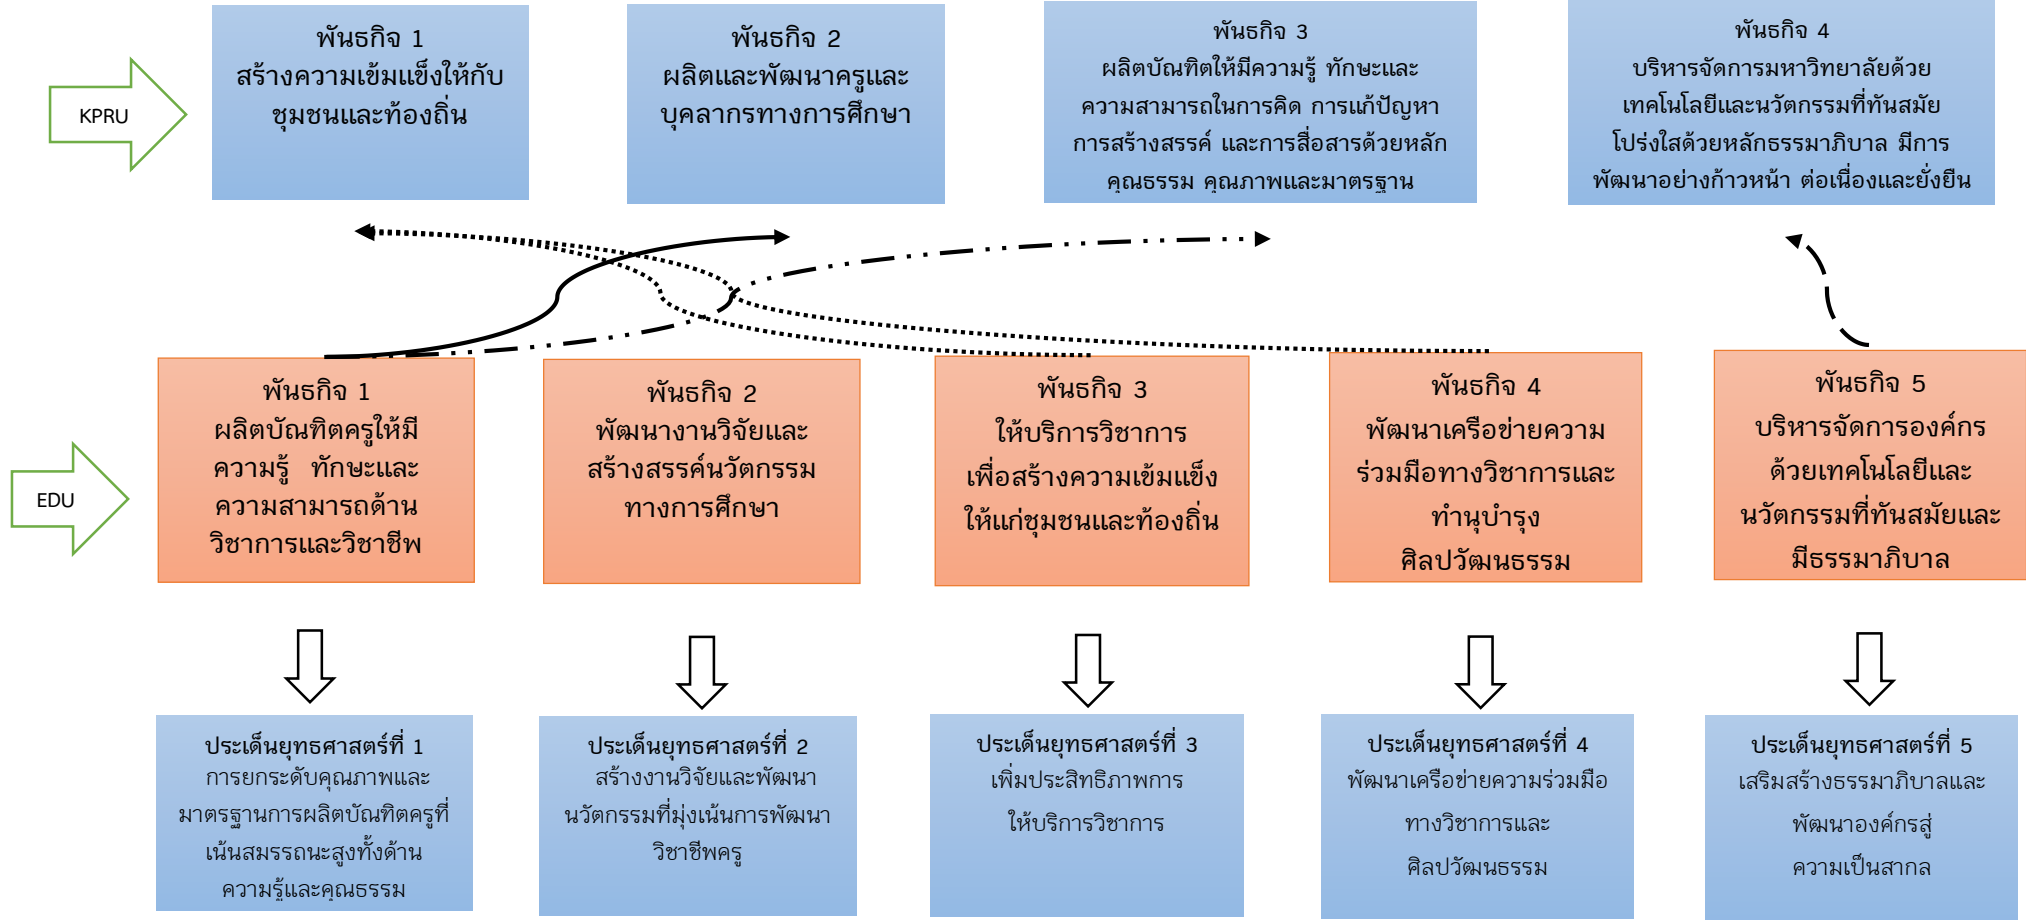 KPRU
พันธกิจ 1
สร้างความเข้มแข็งให้กับ
ชุมชนและท้องถิ่น
พันธกิจ 2
ผลิตและพัฒนาครูและ
บุคลากรทางการศึกษา
พันธกิจ 3
ผลิตบัณฑิตให้มีความรู้ ทักษะและ
ความสามารถในการคิด การแก้ปัญหา
การสร้างสรรค์ และการสื่อสารด้วยหลัก
คุณธรรม คุณภาพและมาตรฐาน
พันธกิจ 4
บริหารจัดการมหาวิทยาลัยด้วย
เทคโนโลยีและนวัตกรรมที่ทันสมัย
โปร่งใสด้วยหลักธรรมาภิบาล มีการ
พัฒนาอย่างก้าวหน้า ต่อเนื่องและยั่งยืน
EDU
พันธกิจ 1
ผลิตบัณฑิตครูให้มี
ความรู้ ทักษะและ
ความสามารถด้าน
วิชาการและวิชาชีพ
พันธกิจ 2
พัฒนางานวิจัยและ
สร้างสรรค์นวัตกรรม
ทางการศึกษา
พันธกิจ 3
ให้บริการวิชาการ
เพื่อสร้างความเข้มแข็ง
ให้แก่ชุมชนและท้องถิ่น
พันธกิจ 4
พัฒนาเครือข่ายความ
ร่วมมือทางวิชาการและ
ทำนุบำรุง
ศิลปวัฒนธรรม
พันธกิจ 5
บริหารจัดการองค์กร
ด้วยเทคโนโลยีและ
นวัตกรรมที่ทันสมัยและ
มีธรรมาภิบาล
ประเด็นยุทธศาสตร์ที่ 1
การยกระดับคุณภาพและ
มาตรฐานการผลิตบัณฑิตครูที่
เน้นสมรรถนะสูงทั้งด้าน
ความรู้และคุณธรรม
ประเด็นยุทธศาสตร์ที่ 2
สร้างงานวิจัยและพัฒนา
นวัตกรรมที่มุ่งเน้นการพัฒนา
วิชาชีพครู
ประเด็นยุทธศาสตร์ที่ 3
เพิ่มประสิทธิภาพการ
ให้บริการวิชาการ
ประเด็นยุทธศาสตร์ที่ 4
พัฒนาเครือข่ายความร่วมมือ
ทางวิชาการและ
ศิลปวัฒนธรรม
ประเด็นยุทธศาสตร์ที่ 5
เสริมสร้างธรรมาภิบาลและ
พัฒนาองค์กรสู่
ความเป็นสากล